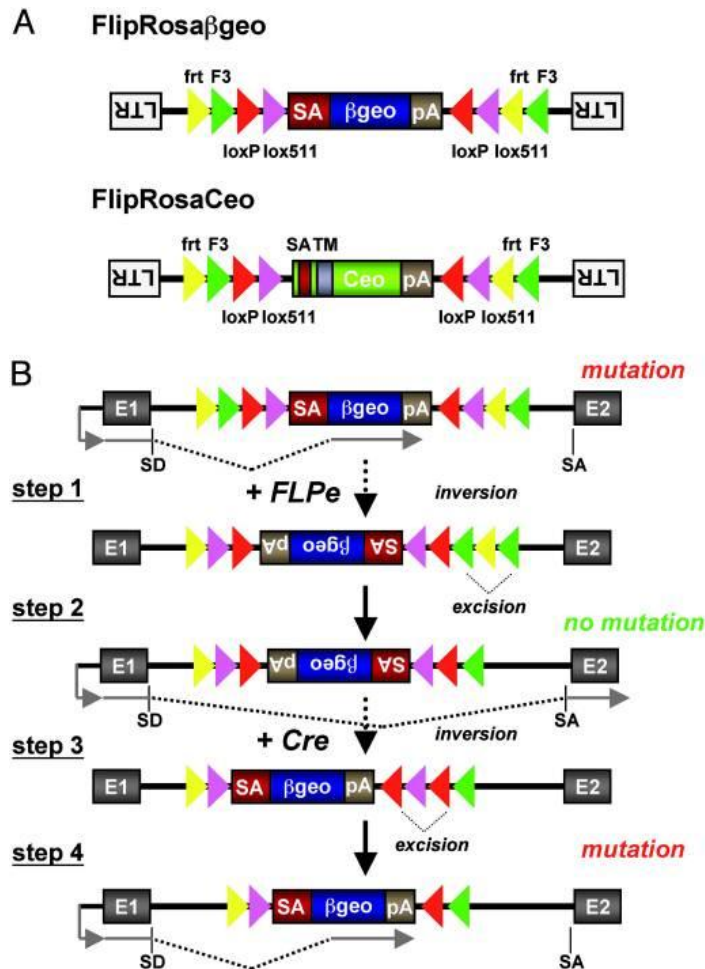 A
FlipRosaβgeo
frt F3 frt F3
LTR SA βgeo pA LTR
loxP lox511 loxP lox511
FlipRosaCeo
frt F3 SA TM frt F3
LTR Ceo pA LTR
loxP lox511 loxP lox511
B
mutation
E1 SA βgeo pA E2
SD SA
step 1 + FLPe inversion
E1 pA βgeo SA E2
excision
step 2 no mutation
E1 pA βgeo SA E2
SD SA
+ Cre inversion
step 3
E1 SA βgeo pA E2
excision
step 4 mutation
E1 SA βgeo pA E2
SD SA